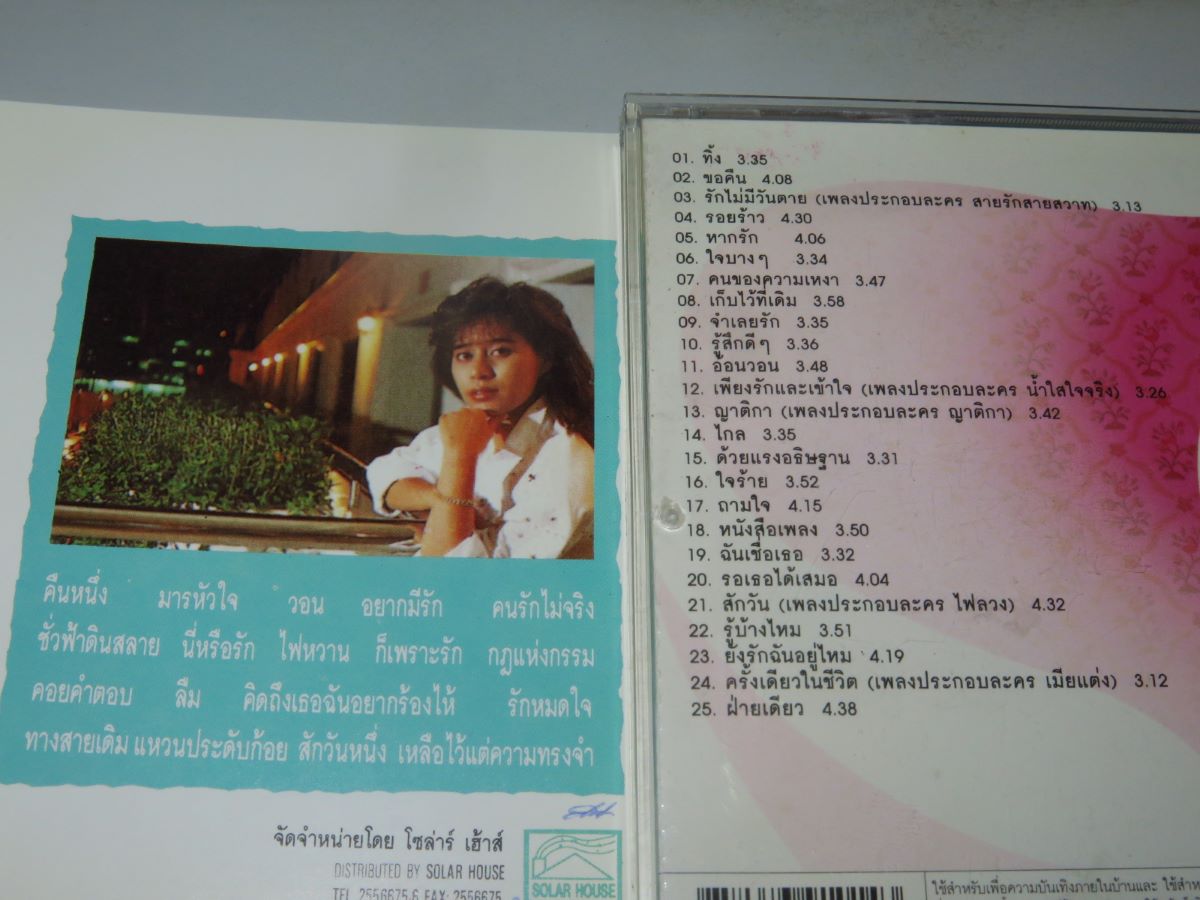 คืนหนึ่ง มารหัวใจ วอน อยากมีรัก คนรักไม่จริง
ชั่วฟ้าดินสลาย นี่หรือรัก ไฟหวาน ก็เพราะรัก กฎแห่งกรรม
คอยคำตอบ ลืม คิดถึงเธอฉันอยากร้องไห้ รักหมดใจ
ทางสายเดิม แหวนประดับก้อย สักวันหนึ่ง เหลือไว้แต่ความทรงจำ
จัดจำหน่ายโดย โซล่าร์ เฮ้าส์
DISTRIBUTED BY SOLAR HOUSE
TEL. 2556675-6 FAX: 2556675
SOLAR HOUSE
01. ทิ้ง 3.35
02. ขอคืน 4.08
03. รักไม่มีวันตาย (เพลงประกอบละคร สายรักสายสวาท) 3.13
04. รอยร้าว 4.30
05. หากรัก 4.06
06. ใจบางๆ 3.34
07. คนของความเหงา 3.47
08. เก็บไว้ที่เดิม 3.58
09. จำเลยรัก 3.35
10. รู้สึกดีๆ 3.36
11. อ้อนวอน 3.48
12. เพียงรักและเข้าใจ (เพลงประกอบละคร น้ำใสใจจริง) 3.26
13. ญาติกา (เพลงประกอบละคร ญาติกา) 3.42
14. ไกล 3.35
15. ด้วยแรงอธิษฐาน 3.31
16. ใจร้าย 3.52
17. ถามใจ 4.15
18. หนังสือเพลง 3.50
19. ฉันเชื่อเธอ 3.32
20. รอเธอได้เสมอ 4.04
21. สักวัน (เพลงประกอบละคร ไฟลวง) 4.32
22. รู้บ้างไหม 3.51
23. ยังรักฉันอยู่ไหม 4.19
24. ครั้งเดียวในชีวิต (เพลงประกอบละคร เมียแต่ง) 3.12
25. ฝ่ายเดียว 4.38
ใช้สำหรับเพื่อความบันเทิงภายในบ้านและ ใช้สำห